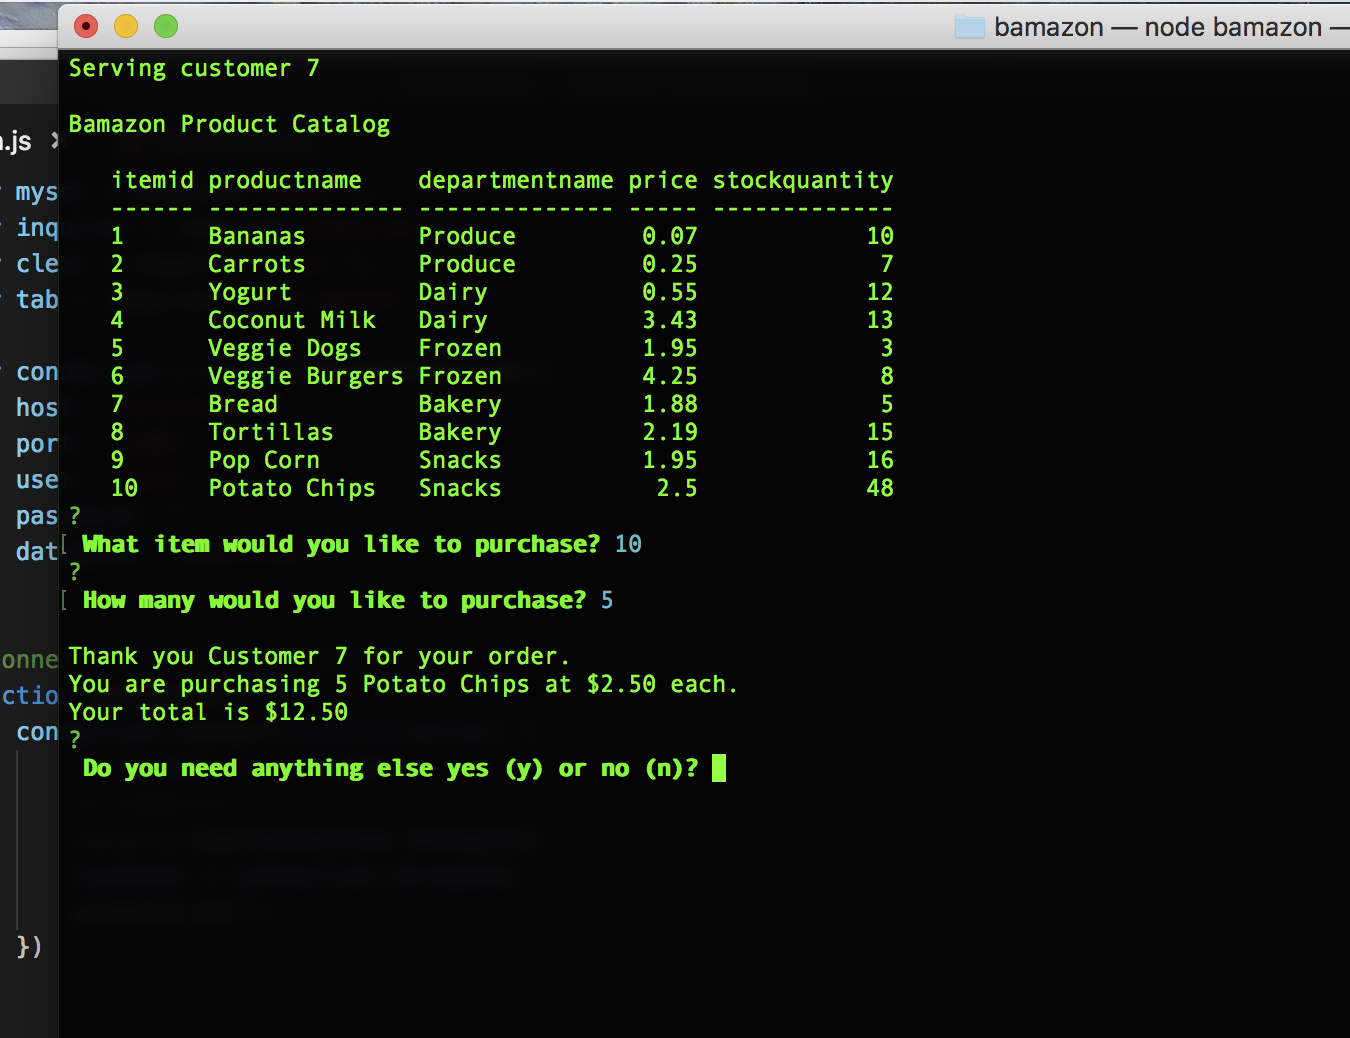 bamazon — node bamazon —
Serving customer 7
Bamazon Product Catalog
itemid productname departmentname price stockquantity
------ -------------- -------------- ----- -------------
1 Bananas Produce 0.07 10
2 Carrots Produce 0.25 7
3 Yogurt Dairy 0.55 12
4 Coconut Milk Dairy 3.43 13
5 Veggie Dogs Frozen 1.95 3
6 Veggie Burgers Frozen 4.25 8
7 Bread Bakery 1.88 5
8 Tortillas Bakery 2.19 15
9 Pop Corn Snacks 1.95 16
10 Potato Chips Snacks 2.5 48
?
[ What item would you like to purchase? 10
?
[ How many would you like to purchase? 5
Thank you Customer 7 for your order.
You are purchasing 5 Potato Chips at $2.50 each.
Your total is $12.50
?
Do you need anything else yes (y) or no (n)?
.js
mys
inq
cle
tab
con
hos
por
use
pas
dat
onne
ctio
con
})